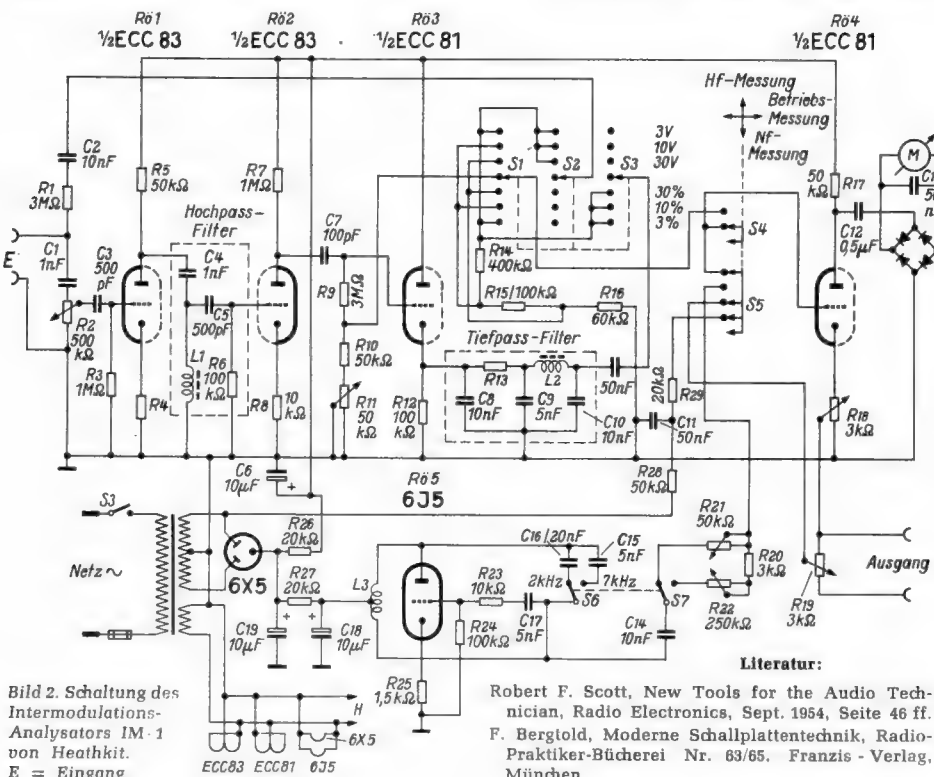 Rö1
½ECC 83
Rö2
½ECC 83
Rö3
½ECC 81
Rö4
½ECC 81
Hf-Messung
Betriebs-
Messung
Nf-
Messung
C2
10nF
R1
3MΩ
C1
1nF
E
R2
500
kΩ
C3
500
pF
R3
1MΩ
R5
50kΩ
R4
Hochpass-
Filter
C4
1nF
C5
500pF
L1
R6
100
kΩ
R7
1MΩ
R8
10
kΩ
C7
100pF
R9
3MΩ
R10
50kΩ
R11
50
kΩ
R12
100
kΩ
S1
S2
S3
3V
10V
30V
30%
10%
3%
R14
400kΩ
R15/100kΩ
R16
60kΩ
Tiefpass-Filter
R13
L2
C8
10nF
C9
5nF
C10
10nF
50nF
C11
50nF
20kΩ
R29
R28
50kΩ
S4
S5
50
kΩ
R17
C12
0,5µF
M
R18
3kΩ
C6
10µF
+
Rö5
6J5
S3
Netz ~
6X5
R26
20kΩ
R27
20kΩ
+
+
C19
10µF
C18
10µF
L3
R25
1,5kΩ
R23
10kΩ
R24
100kΩ
C17
5nF
C16/20nF
C15
5nF
2kHz
7kHz
S6
S7
C14
10nF
R21
50kΩ
R20
3kΩ
R22
250kΩ
R19
3kΩ
Ausgang
H
6X5
ECC83
ECC81
6J5
Bild 2. Schaltung des
Intermodulations-
Analysators IM-1
von Heathkit.
E = Eingang
Literatur:
Robert F. Scott, New Tools for the Audio Tech-
nician, Radio Electronics, Sept. 1954, Seite 46 ff.
F. Bergtold, Moderne Schallplattentechnik, Radio-
Praktiker-Bücherei Nr. 63/65. Franzis-Verlag,
München